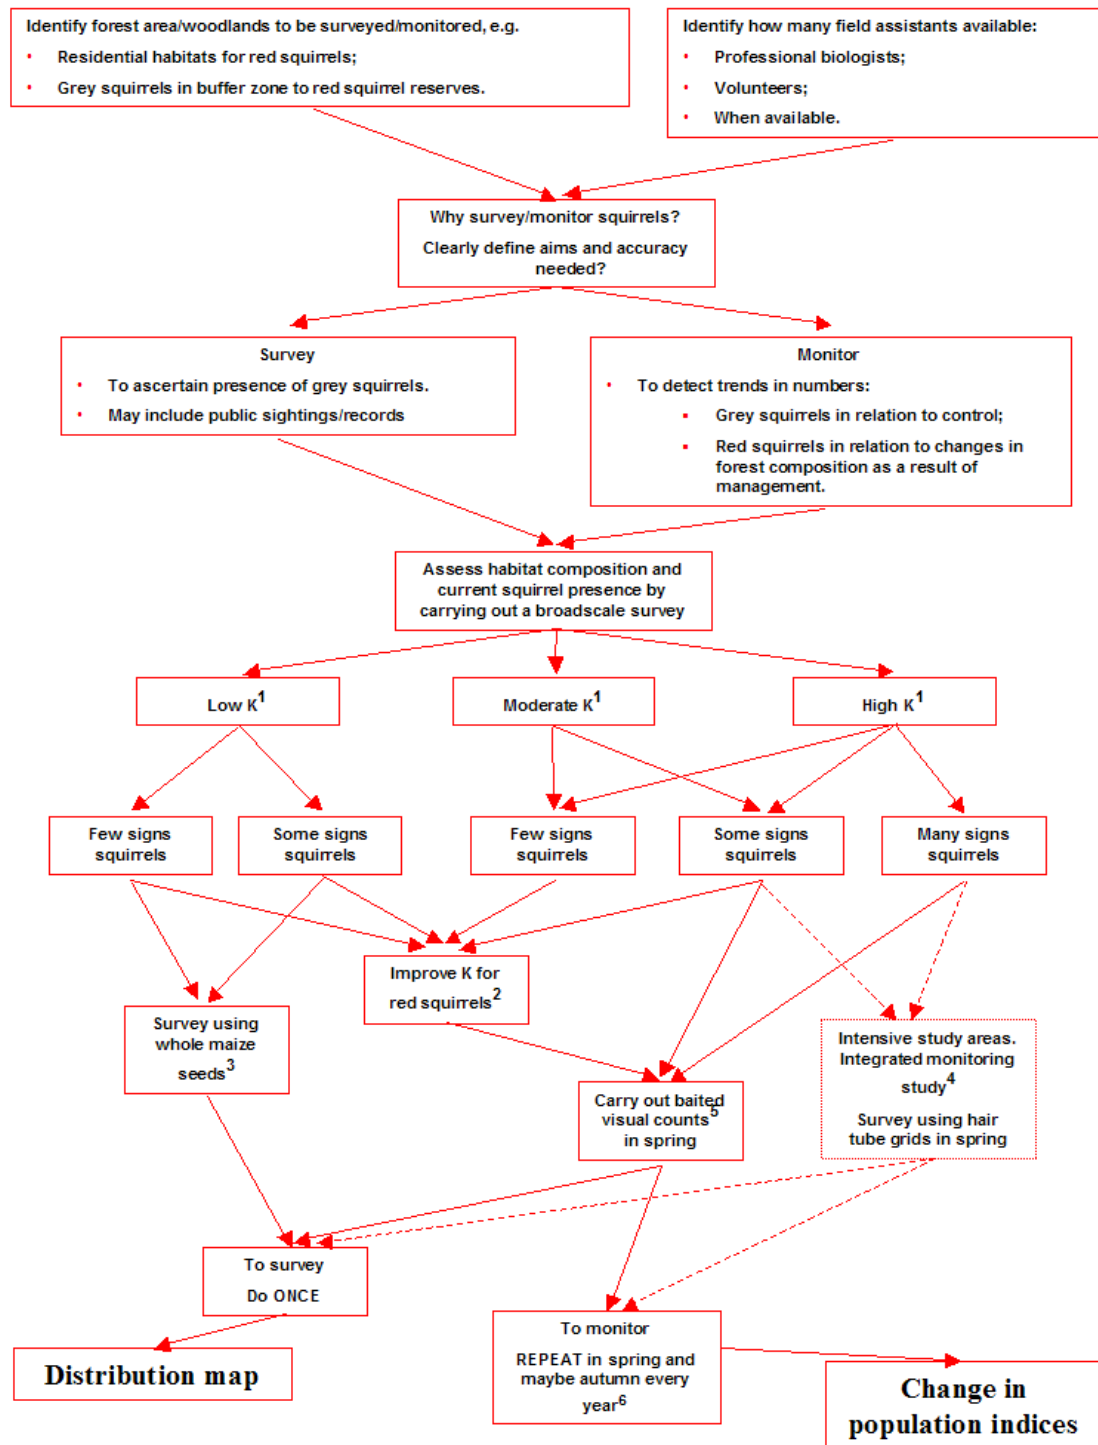 Identify forest area/woodlands to be surveyed/monitored, e.g.
• Residential habitats for red squirrels;
• Grey squirrels in buffer zone to red squirrel reserves.
Identify how many field assistants available:
• Professional biologists;
• Volunteers;
• When available.
Why survey/monitor squirrels?
Clearly define aims and accuracy
needed?
Survey
• To ascertain presence of grey squirrels.
• May include public sightings/records
Monitor
• To detect trends in numbers:
▪ Grey squirrels in relation to control;
▪ Red squirrels in relation to changes in
forest composition as a result of
management.
Assess habitat composition and
current squirrel presence by
carrying out a broadscale survey
Low K1
Moderate K1
High K1
Few signs
squirrels
Some signs
squirrels
Few signs
squirrels
Some signs
squirrels
Many signs
squirrels
Improve K for
red squirrels2
Survey using
whole maize
seeds3
Intensive study areas.
Integrated monitoring
study4
Survey using hair
tube grids in spring
Carry out baited
visual counts5
in spring
To survey
Do ONCE
To monitor
REPEAT in spring and
maybe autumn every
year6
Distribution map
Change in
population indices